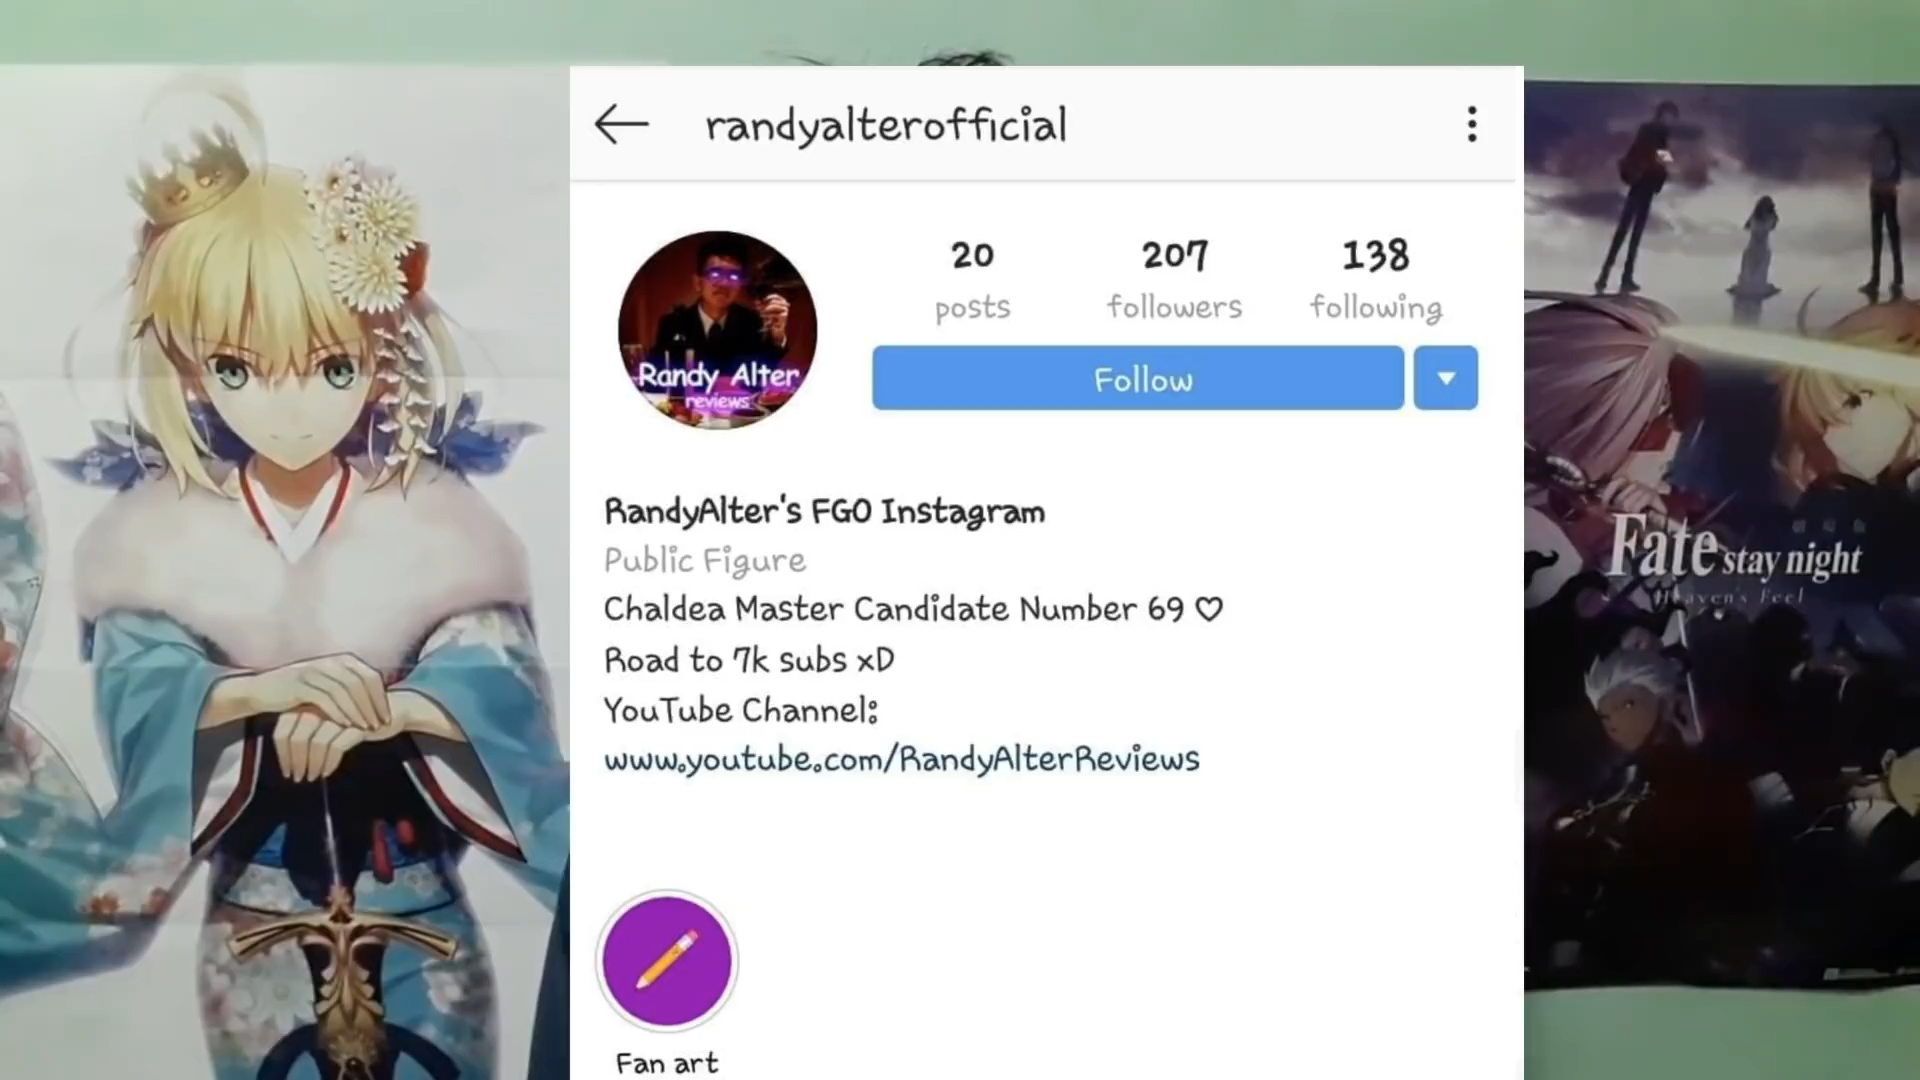 randyalterofficial
20 207 138
posts followers following
Randy Alter
reviews
Follow
RandyAlter's FGO Instagram
Public Figure
Chaldea Master Candidate Number 69 ♡
Road to 7k subs xD
YouTube Channel:
www.youtube.com/RandyAlterReviews
Fan art
Fate stay night
Heaven's Feel